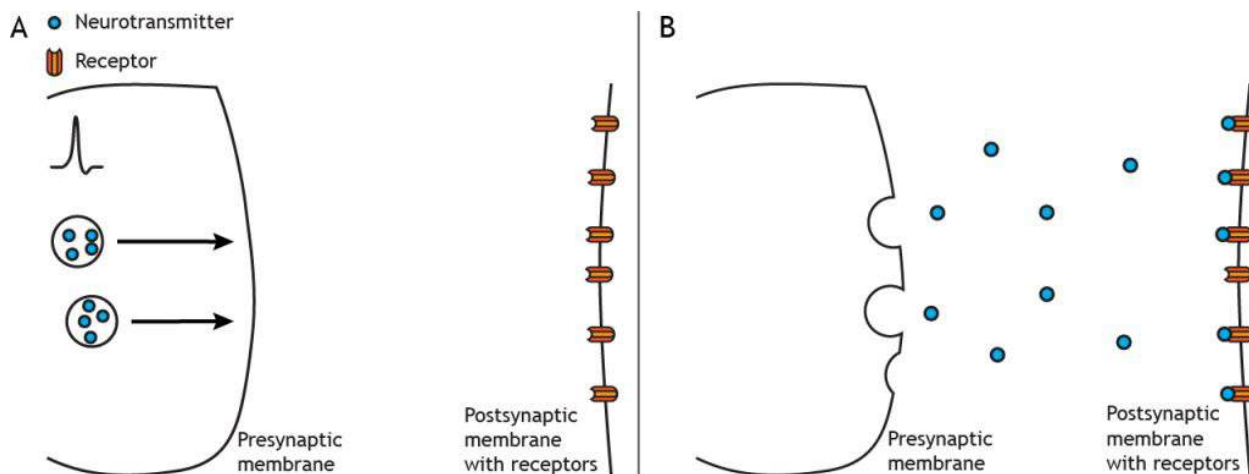 A
Neurotransmitter
Receptor
Presynaptic
membrane
Postsynaptic
membrane
with receptors
B
Presynaptic
membrane
Postsynaptic
membrane
with receptors